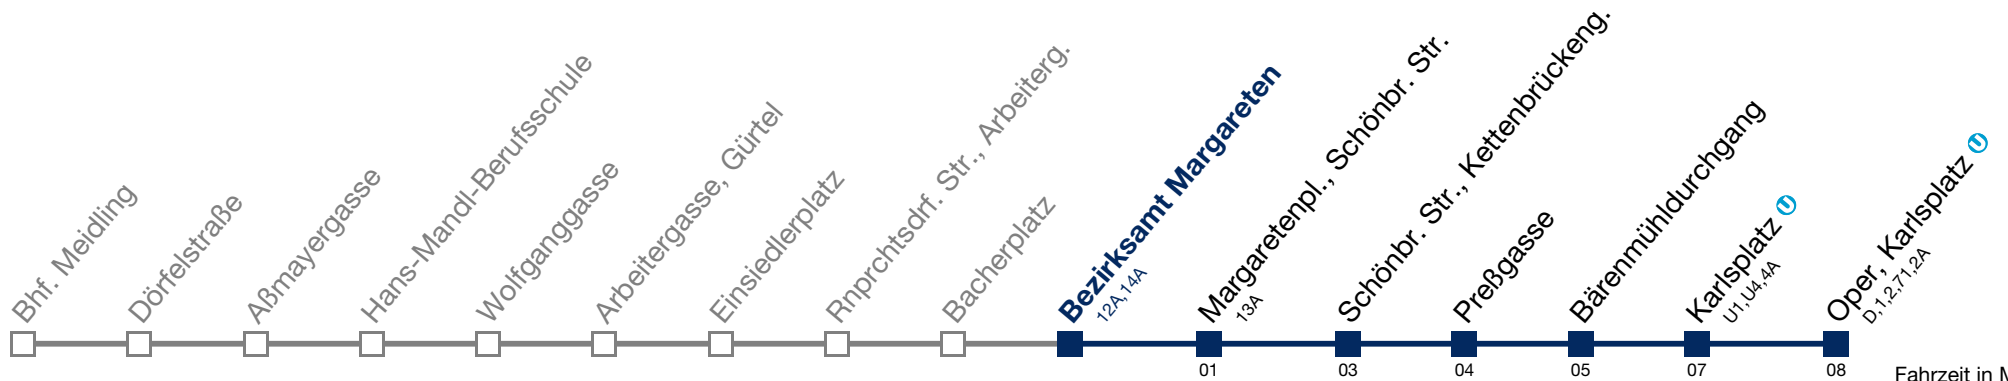 Bhf. Meidling
Dörfelstraße
Aßmayergasse
Hans-Mandl-Berufsschule
Wolfganggasse
Arbeitergasse, Gürtel
Einsiedlerplatz
Rnprchtsdrf. Str., Arbeiterg.
Bacherplatz
Bezirksamt Margareten
12A,14A
Margaretenpl., Schönbr. Str.
13A
Schönbr. Str., Kettenbrückeng.
Preßgasse
Bärenmühldurchgang
Karlsplatz U
U1,U4,4A
Oper, Karlsplatz U
D,1,2,71,2A
01
03
04
05
07
08
Fahrzeit in M